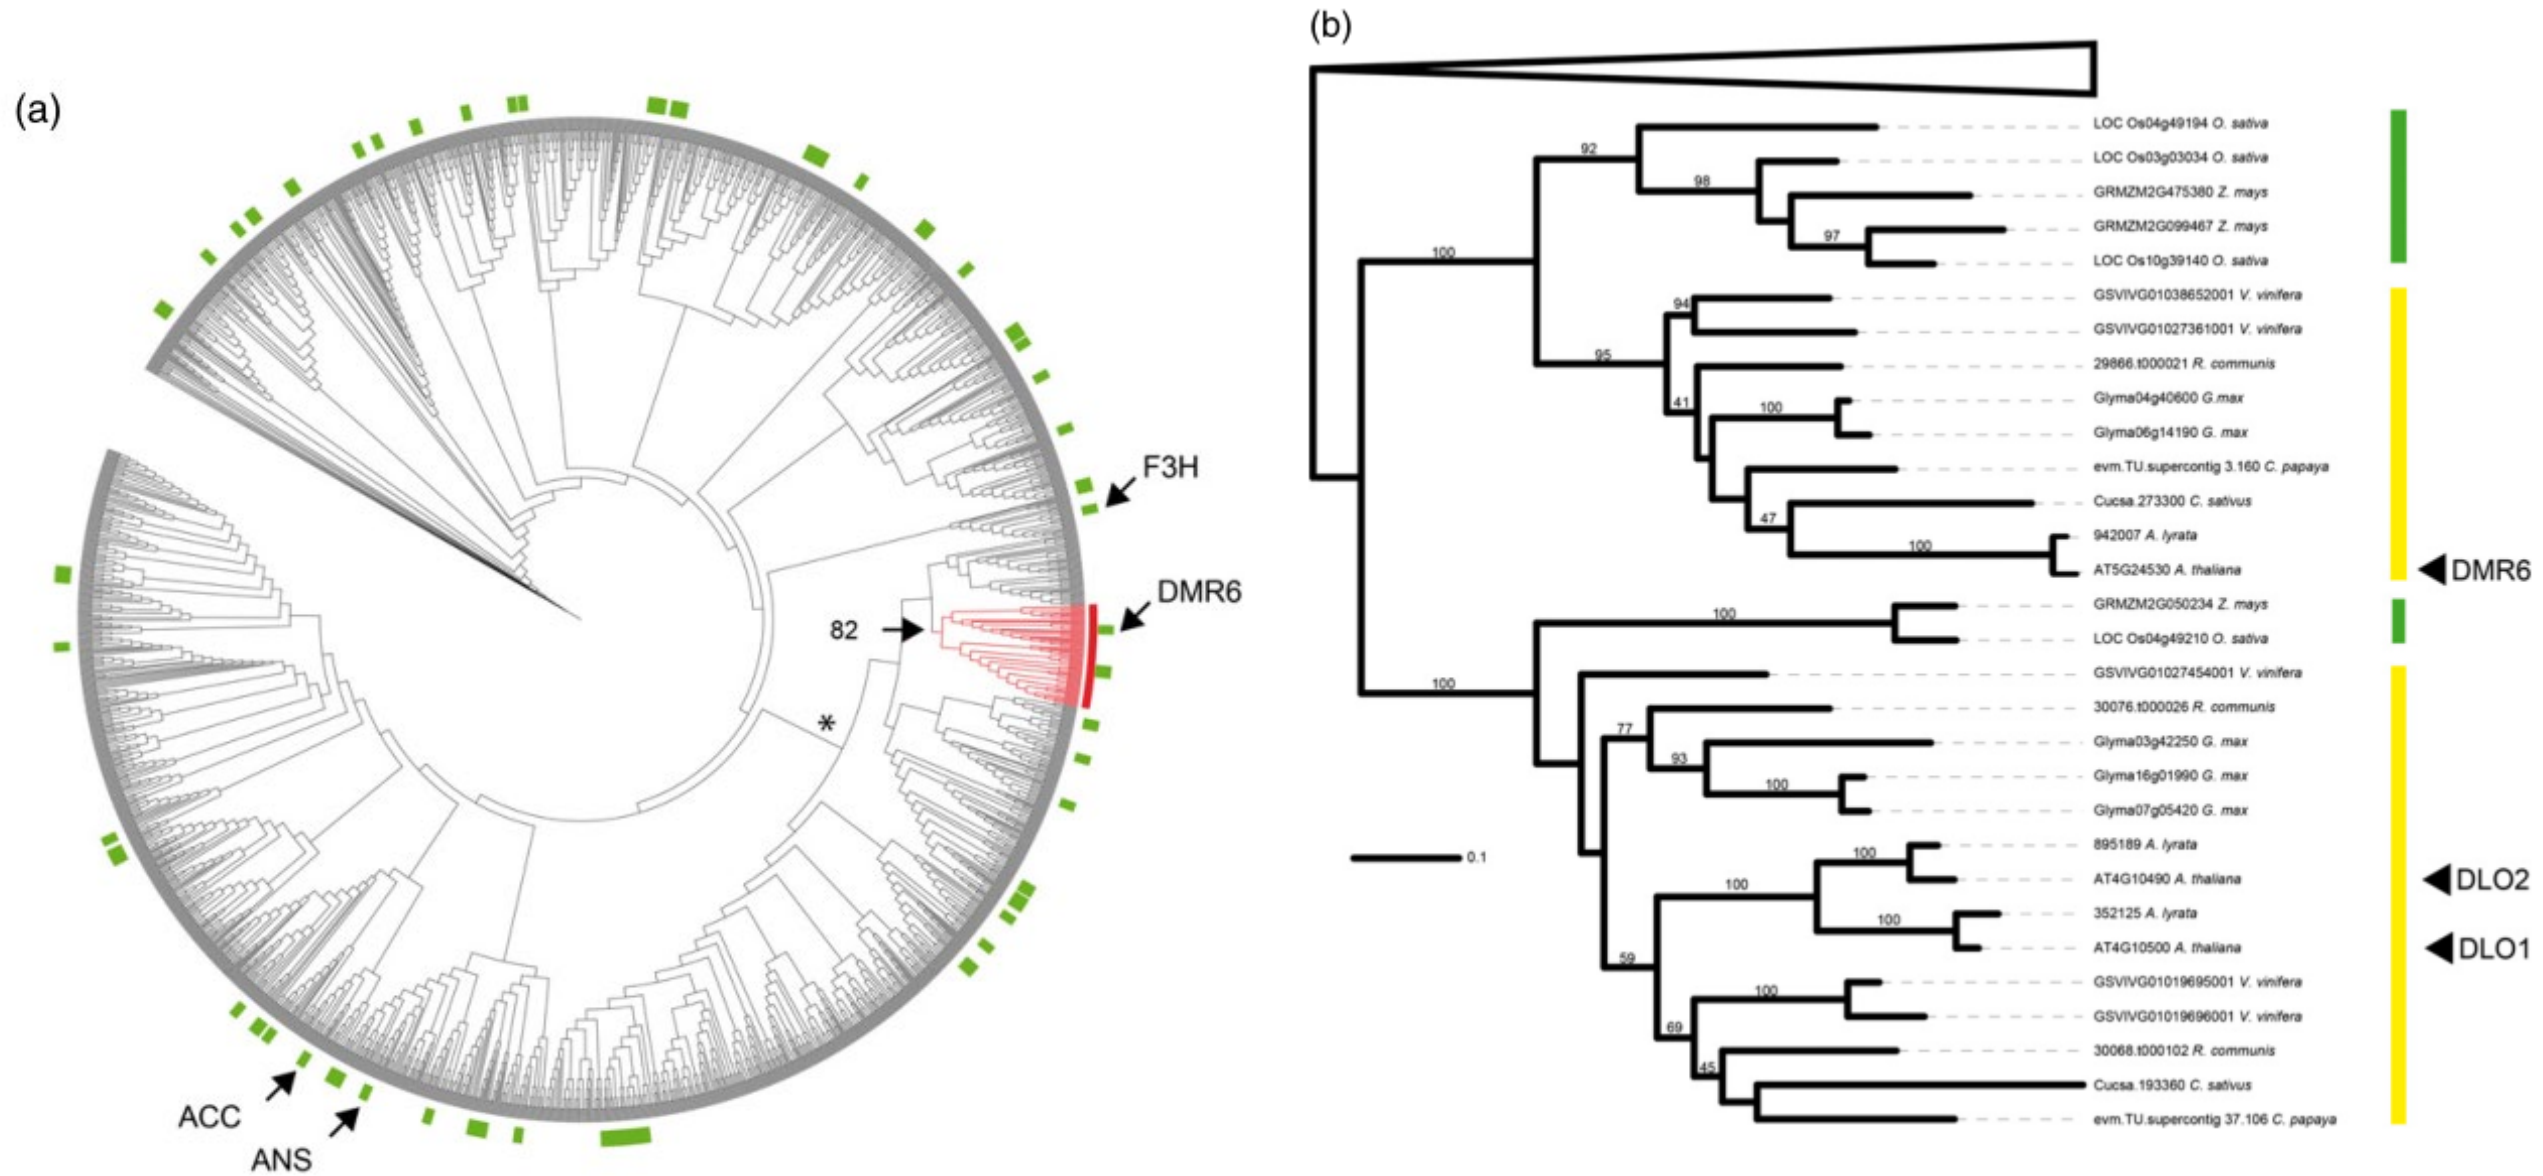 (a)
F3H
DMR6
82
*
ACC
ANS
(b)
LOC Os04g49194 O. sativa
92
LOC Os03g03034 O. sativa
98
GRMZM2G475380 Z. mays
GRMZM2G099467 Z. mays
97
100
LOC Os10g39140 O. sativa
GSVIVG01038652001 V. vinifera
94
GSVIVG01027361001 V. vinifera
95
29866.t000021 R. communis
41
Glyma04g40600 G.max
100
Glyma06g14190 G. max
evm.TU.supercontig 3.160 C. papaya
Cucsa.273300 C. sativus
47
942007 A. lyrata
100
AT5G24530 A. thaliana
DMR6
GRMZM2G050234 Z. mays
100
LOC Os04g49210 O. sativa
GSVIVG01027454001 V. vinifera
100
30076.t000026 R. communis
77
Glyma03g42250 G. max
93
Glyma16g01990 G. max
100
Glyma07g05420 G. max
895189 A. lyrata
100
0.1
AT4G10490 A. thaliana
DLO2
100
352125 A. lyrata
100
AT4G10500 A. thaliana
DLO1
59
GSVIVG01019695001 V. vinifera
100
GSVIVG01019696001 V. vinifera
69
30068.t000102 R. communis
45
Cucsa.193360 C. sativus
evm.TU.supercontig 37.106 C. papaya